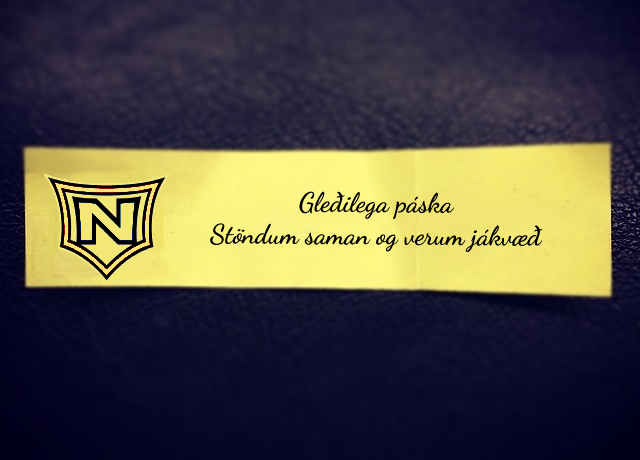 N
Gleðilega páska
Stöndum saman og verum jákvæð